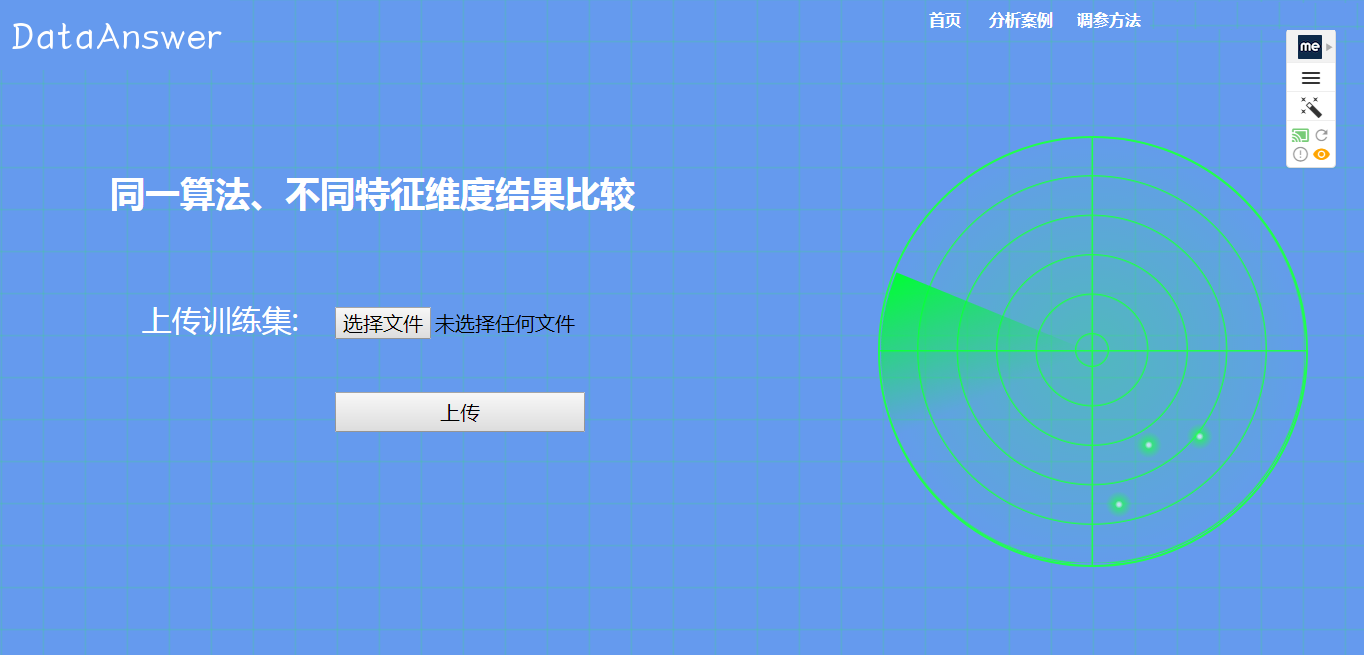 DataAnswer
首页 分析案例 调参方法
me
同一算法、不同特征维度结果比较
上传训练集:
选择文件 未选择任何文件
上传